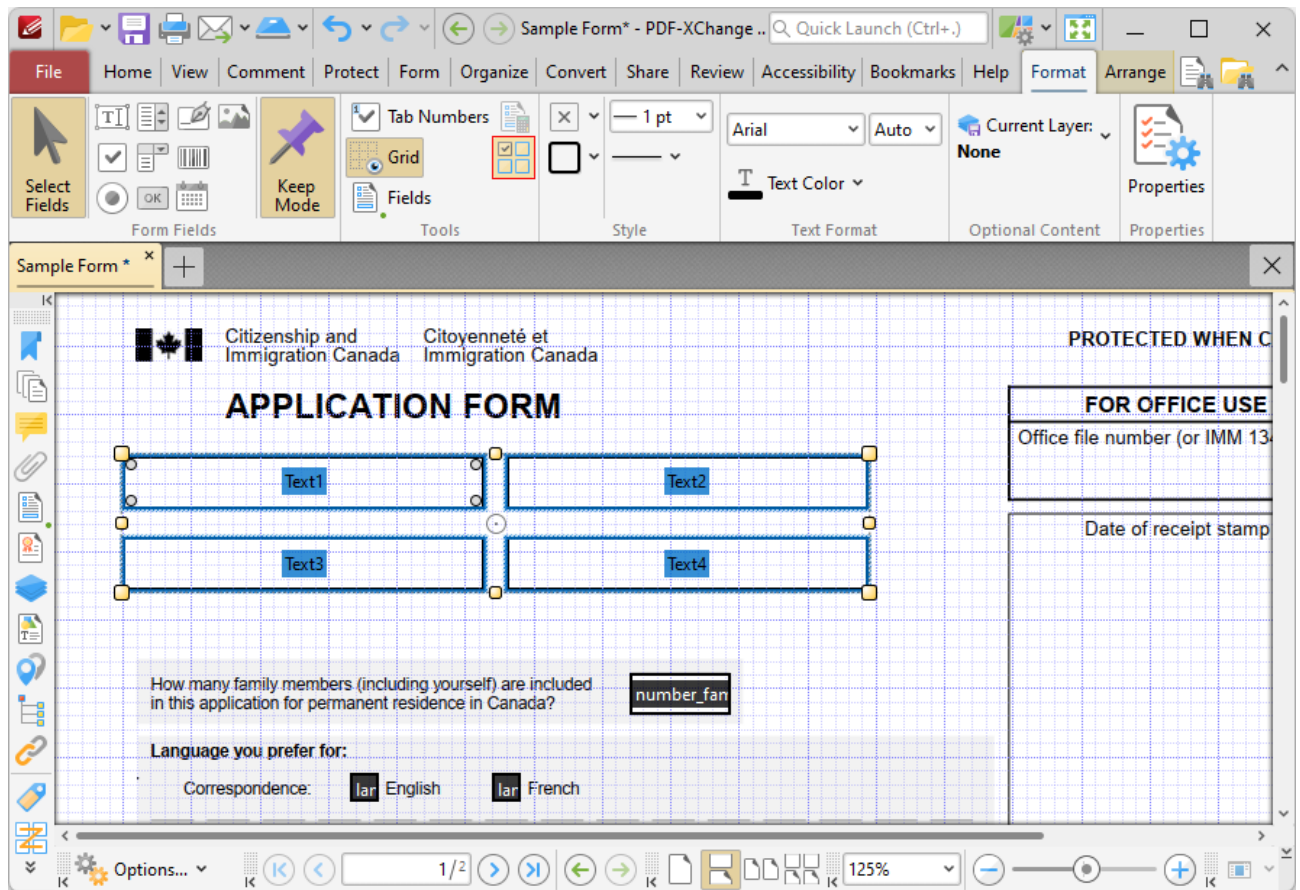 Sample Form* - PDF-XChange ..
Quick Launch (Ctrl+.)
File Home View Comment Protect Form Organize Convert Share Review Accessibility Bookmarks Help Format Arrange
Select Fields
OK
Keep Mode
Form Fields
Tab Numbers
Grid
Fields
Tools
1 pt
Style
Arial
Auto
Text Color
Text Format
Current Layer:
None
Optional Content
Properties
Properties
Sample Form *
Citizenship and Citoyenneté et
Immigration Canada Immigration Canada
PROTECTED WHEN C
APPLICATION FORM
FOR OFFICE USE
Office file number (or IMM 134
Text1
Text2
Text3
Text4
Date of receipt stamp
How many family members (including yourself) are included
in this application for permanent residence in Canada?
number_fan
Language you prefer for:
Correspondence: lar English lar French
Options...
1/2
125%